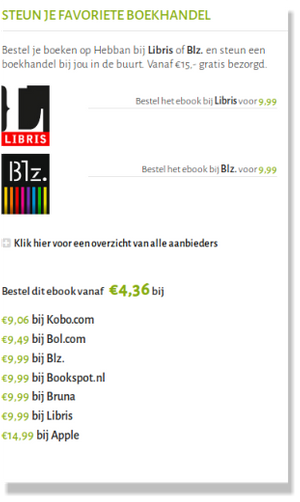 STEUN JE FAVORIETE BOEKHANDEL
Bestel je boeken op Hebban bij Libris of Blz. en steun een
boekhandel bij jou in de buurt. Vanaf €15,- gratis bezorgd.
L
LIBRIS
Bestel het ebook bij Libris voor 9,99
Blz.
Bestel het ebook bij Blz. voor 9,99
Klik hier voor een overzicht van alle aanbieders
Bestel dit ebook vanaf €4,36 bij
€9,06 bij Kobo.com
€9,49 bij Bol.com
€9,99 bij Blz.
€9,99 bij Bookspot.nl
€9,99 bij Bruna
€9,99 bij Libris
€14,99 bij Apple